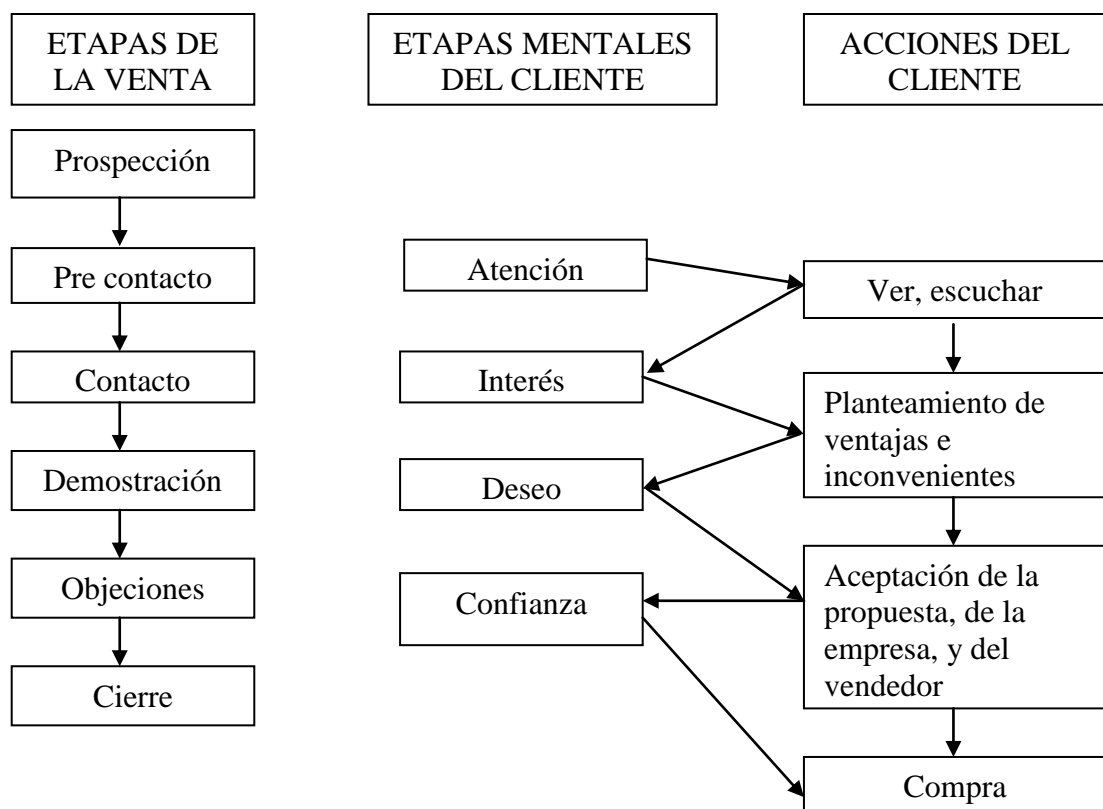 ETAPAS DE
LA VENTA
ETAPAS MENTALES
DEL CLIENTE
ACCIONES DEL
CLIENTE
Prospección
Pre contacto
Contacto
Demostración
Objeciones
Cierre
Atención
Interés
Deseo
Confianza
Ver, escuchar
Planteamiento de
ventajas e
inconvenientes
Aceptación de la
propuesta, de la
empresa, y del
vendedor
Compra